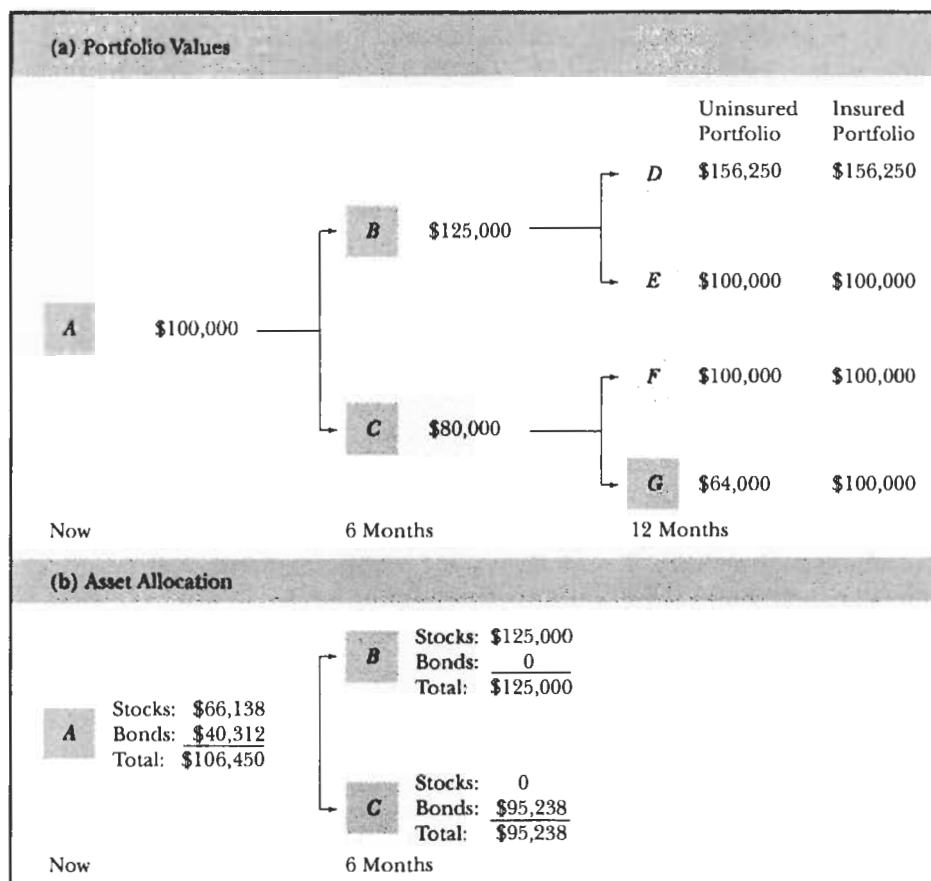 (a) Portfolio Values
Uninsured Portfolio
Insured Portfolio
D $156,250 $156,250
B $125,000
E $100,000 $100,000
A $100,000
F $100,000 $100,000
C $80,000
G $64,000 $100,000
Now 6 Months 12 Months
(b) Asset Allocation
B
Stocks: $125,000
Bonds: 0
Total: $125,000
A
Stocks: $66,138
Bonds: $40,312
Total: $106,450
C
Stocks: 0
Bonds: $95,238
Total: $95,238
Now 6 Months